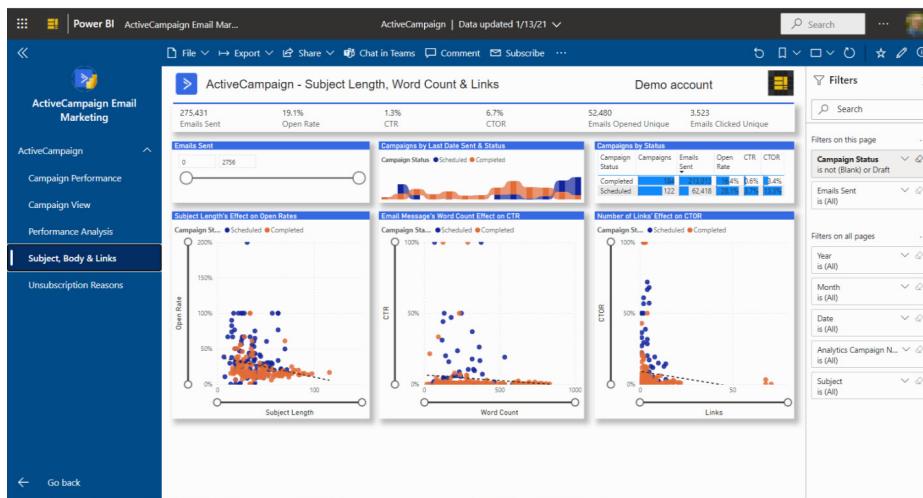 Power BI ActiveCampaign Email Mar...
ActiveCampaign | Data updated 1/13/21
Search
File Export Share Chat in Teams Comment Subscribe ...
ActiveCampaign Email Marketing
ActiveCampaign
Campaign Performance
Campaign View
Performance Analysis
Subject, Body & Links
Unsubscription Reasons
Go back
ActiveCampaign - Subject Length, Word Count & Links
Demo account
275,431 19.1% 1.3% 6.7% 52,480 3,523
Emails Sent Open Rate CTR CTOR Emails Opened Unique Emails Clicked Unique
Emails Sent
0 2756
Campaigns by Last Date Sent & Status
Campaign Status Scheduled Completed
Campaigns by Status
Campaign Status Campaigns Emails Sent Open Rate CTR CTOR
Completed
Scheduled 122 62,418
Subject Length's Effect on Open Rates
Campaign St... Scheduled Completed
200%
150%
100%
50%
0%
Open Rate
0 100
Subject Length
Email Message's Word Count Effect on CTR
Campaign Sta... Scheduled Completed
100%
50%
0%
CTR
0 500 1000
Word Count
Number of Links' Effect on CTOR
Campaign St... Scheduled Completed
100%
50%
0%
CTOR
0 50
Links
Filters
Search
Filters on this page
Campaign Status
is not (Blank) or Draft
Emails Sent
is (All)
Filters on all pages
Year
is (All)
Month
is (All)
Date
is (All)
Analytics Campaign N...
is (All)
Subject
is (All)